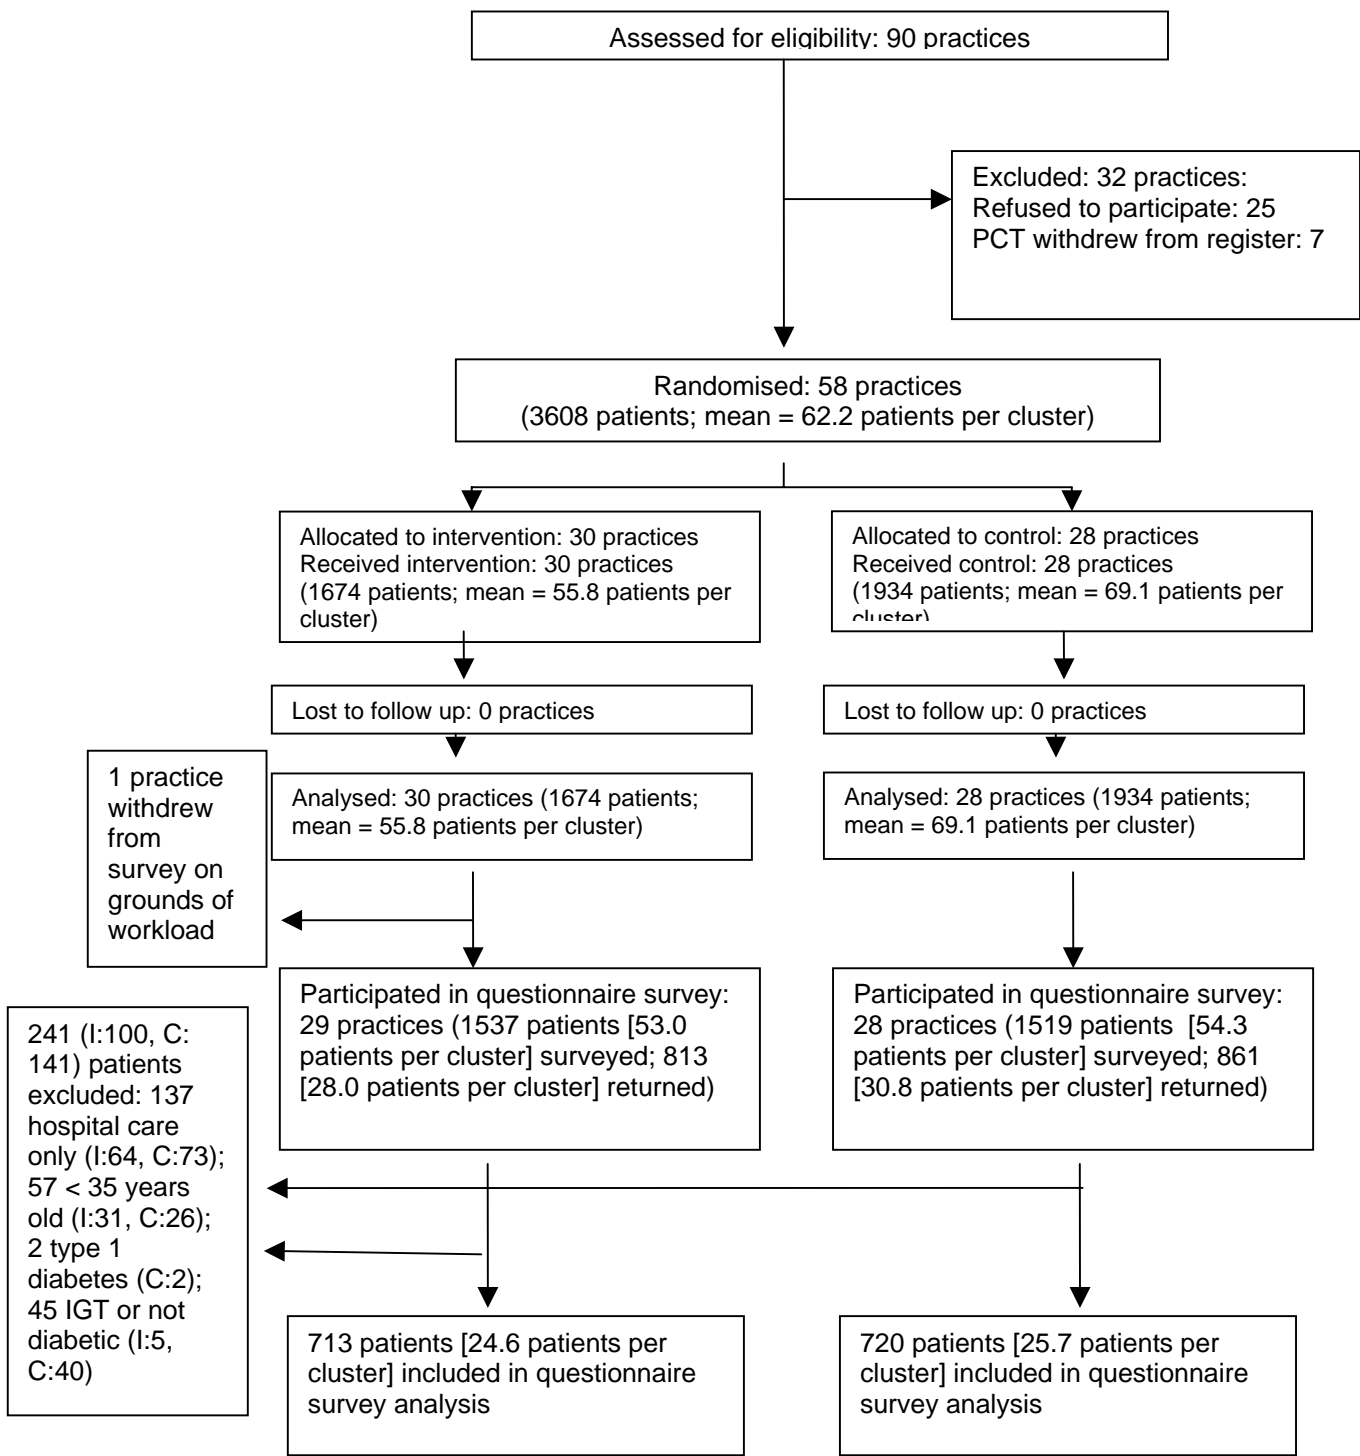 Assessed for eligibility: 90 practices
Excluded: 32 practices:
Refused to participate: 25
PCT withdrew from register: 7
Randomised: 58 practices
(3608 patients; mean = 62.2 patients per cluster)
Allocated to intervention: 30 practices
Received intervention: 30 practices
(1674 patients; mean = 55.8 patients per
cluster)
Allocated to control: 28 practices
Received control: 28 practices
(1934 patients; mean = 69.1 patients per
cluster)
Lost to follow up: 0 practices
Lost to follow up: 0 practices
1 practice
withdrew
from
survey on
grounds of
workload
Analysed: 30 practices (1674 patients;
mean = 55.8 patients per cluster)
Analysed: 28 practices (1934 patients;
mean = 69.1 patients per cluster)
Participated in questionnaire survey:
29 practices (1537 patients [53.0
patients per cluster] surveyed; 813
[28.0 patients per cluster] returned)
Participated in questionnaire survey:
28 practices (1519 patients [54.3
patients per cluster] surveyed; 861
[30.8 patients per cluster] returned)
241 (I:100, C:
141) patients
excluded: 137
hospital care
only (I:64, C:73);
57 < 35 years
old (I:31, C:26);
2 type 1
diabetes (C:2);
45 IGT or not
diabetic (I:5,
C:40)
713 patients [24.6 patients per
cluster] included in questionnaire
survey analysis
720 patients [25.7 patients per
cluster] included in questionnaire
survey analysis